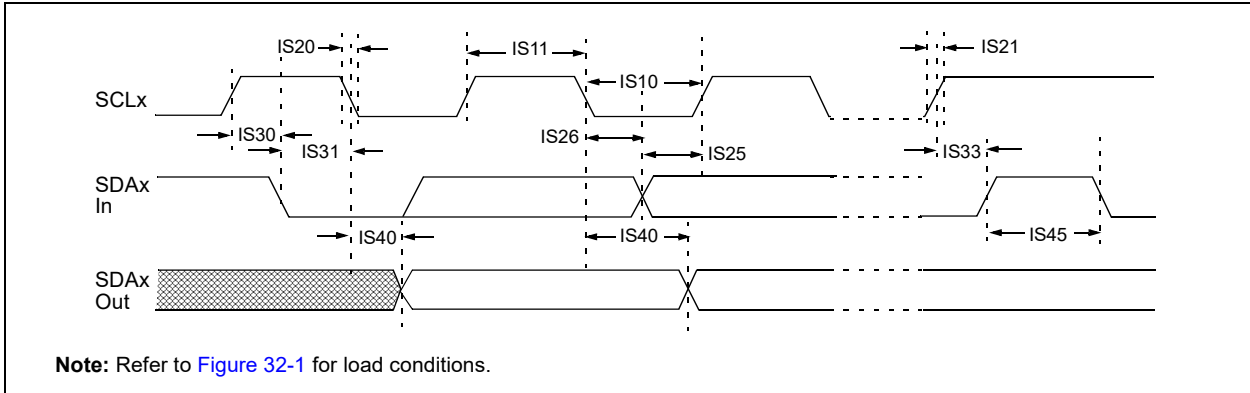 IS20
IS11
IS21
IS10
SCLx
IS30
IS26
IS31
IS25
IS33
SDAx
In
IS40
IS40
IS45
SDAx
Out
Note: Refer to Figure 32-1 for load conditions.